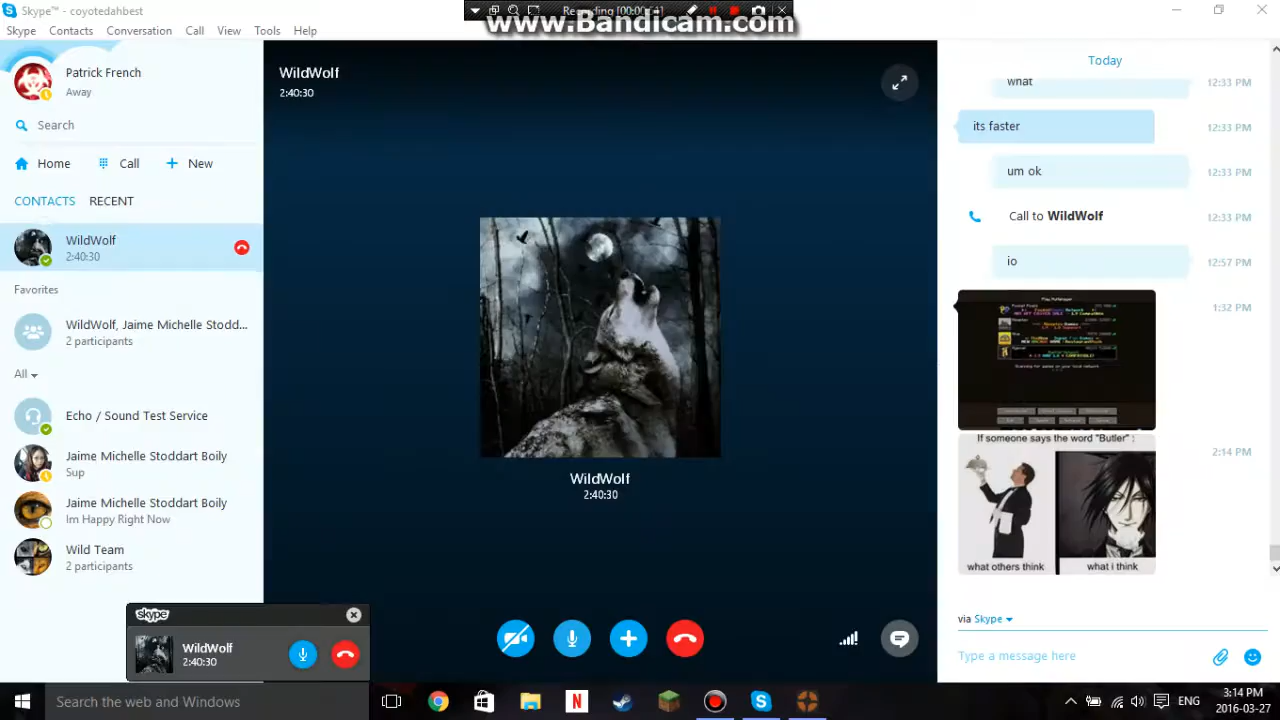 Skype™ - coyotedahbest
Recording [00:00:41]
www.Bandicam.com
Skype Contacts Conversation Call View Tools Help
Patrick French
Away
Search
Home Call New
CONTACTS RECENT
WildWolf
2:40:30
Favorites
WildWolf, Jaime Michelle Stodd...
2 participants
All
Echo / Sound Test Service
Jaime Michelle Stoddart Boily
Sup
Jaime Michelle Stoddart Boily
Im Happy Right Now
Wild Team
2 participants
skype
WildWolf
2:40:30
WildWolf
2:40:30
WildWolf
2:40:30
Today
what 12:33 PM
its faster 12:33 PM
um ok 12:33 PM
Call to WildWolf 12:33 PM
io 12:57 PM
1:32 PM
If someone says the word "Butler" :
2:14 PM
what others think what i think
via Skype
Type a message here
Search the web and Windows
ENG
3:14 PM
2016-03-27